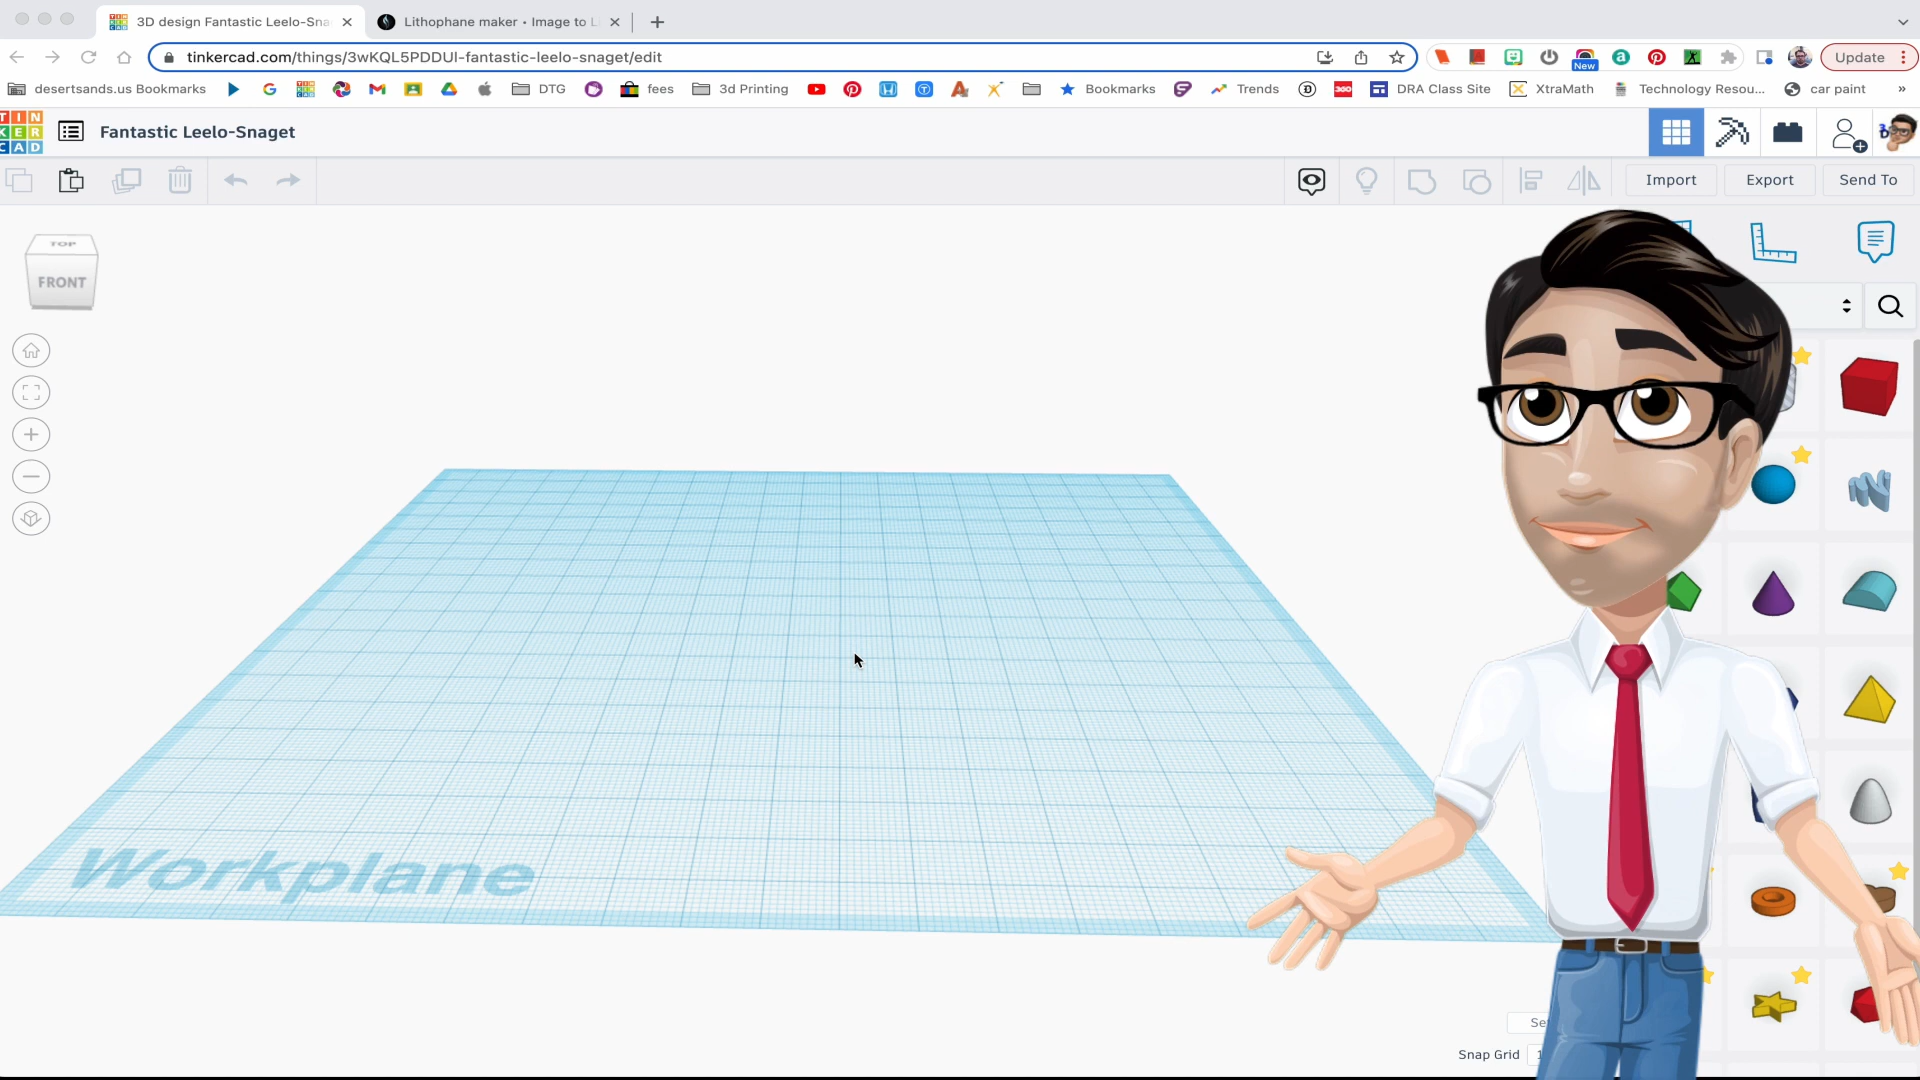 3D design Fantastic Leelo-Sna
Lithophane maker • Image to L
tinkercad.com/things/3wKQL5PDDUI-fantastic-leelo-snaget/edit
New
Update
desertsands.us Bookmarks
DTG
fees
3d Printing
Bookmarks
Trends
DRA Class Site
XtraMath
Technology Resou...
car paint
TIN
KER
CAD
Fantastic Leelo-Snaget
Import
Export
Send To
TOP
FRONT
Workplane
Snap Grid